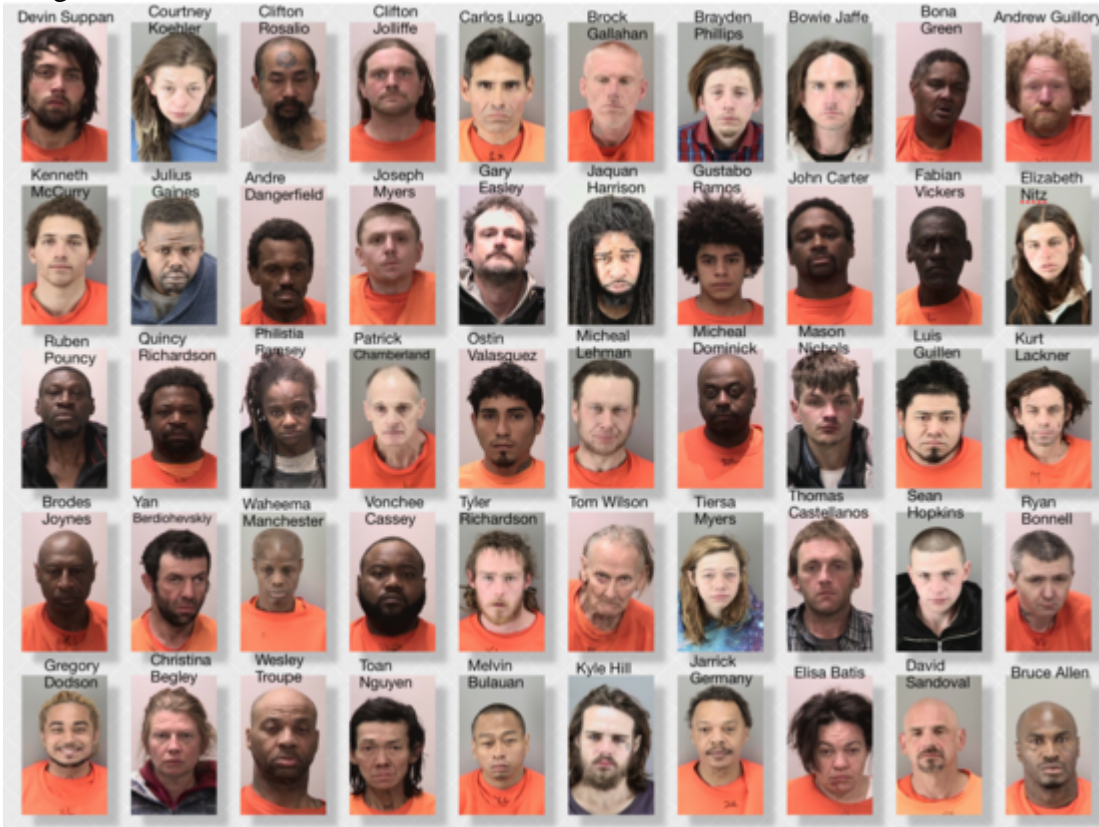 Devin Suppan
Courtney
Koehler
Clifton
Rosalio
Clifton
Jolliffe
Carlos Lugo
Brock
Gallahan
Brayden
Phillips
Bowie Jaffe
Bona
Green
Andrew Guillory
Kenneth
McCurry
Julius
Gaines
Andre
Dangerfield
Joseph
Myers
Gary
Easley
Jaquan
Harrison
Gustabo
Ramos
John Carter
Fabian
Vickers
Elizabeth
Nitz
Ruben
Pouncy
Quincy
Richardson
Philistia
Ramsey
Patrick
Chamberland
Ostin
Valasquez
Micheal
Lehman
Micheal
Dominick
Mason
Nichols
Luis
Guillen
Kurt
Lackner
Brodes
Joynes
Yan
Berdiohevskiy
Waheema
Manchester
Vonchee
Cassey
Tyler
Richardson
Tom Wilson
Tiersa
Myers
Thomas
Castellanos
Sean
Hopkins
Ryan
Bonnell
Gregory
Dodson
Christina
Begley
Wesley
Troupe
Toan
Nguyen
Melvin
Bulauan
Kyle Hill
Jarrick
Germany
Elisa Batis
David
Sandoval
Bruce Allen